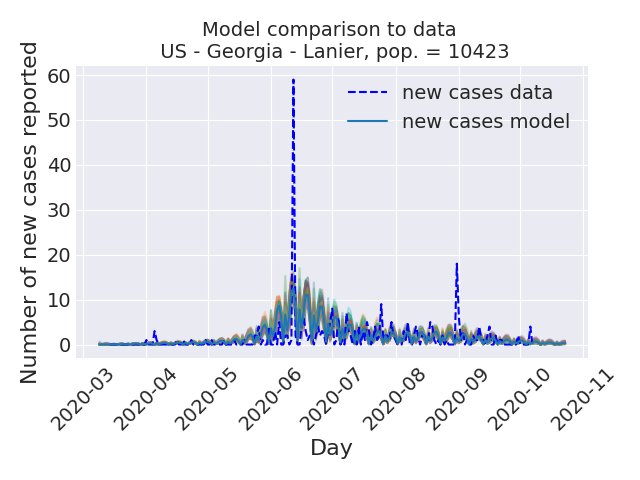 Model comparison to data
US - Georgia - Lanier, pop. = 10423
Number of new cases reported
60
50
40
30
20
10
0
new cases data
new cases model
2020-03
2020-04
2020-05
2020-06
2020-07
2020-08
2020-09
2020-10
2020-11
Day